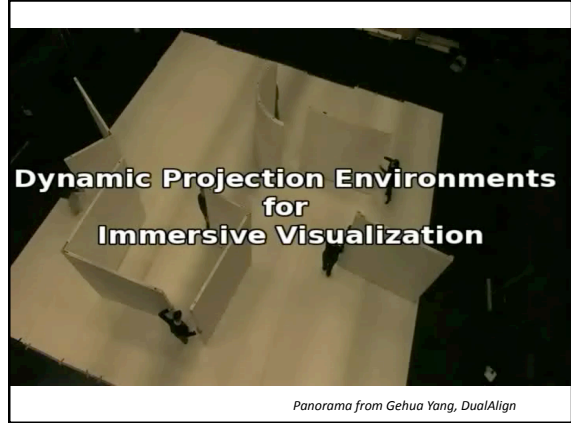 Dynamic Projection Environments
for
Immersive Visualization
Panorama from Gehua Yang, DualAlign